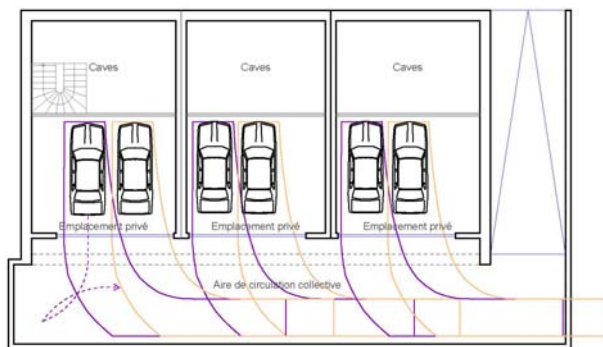 Caves
Caves
Caves
Emplacement privé
Emplacement privé
Emplacement privé
Aire de circulation collective